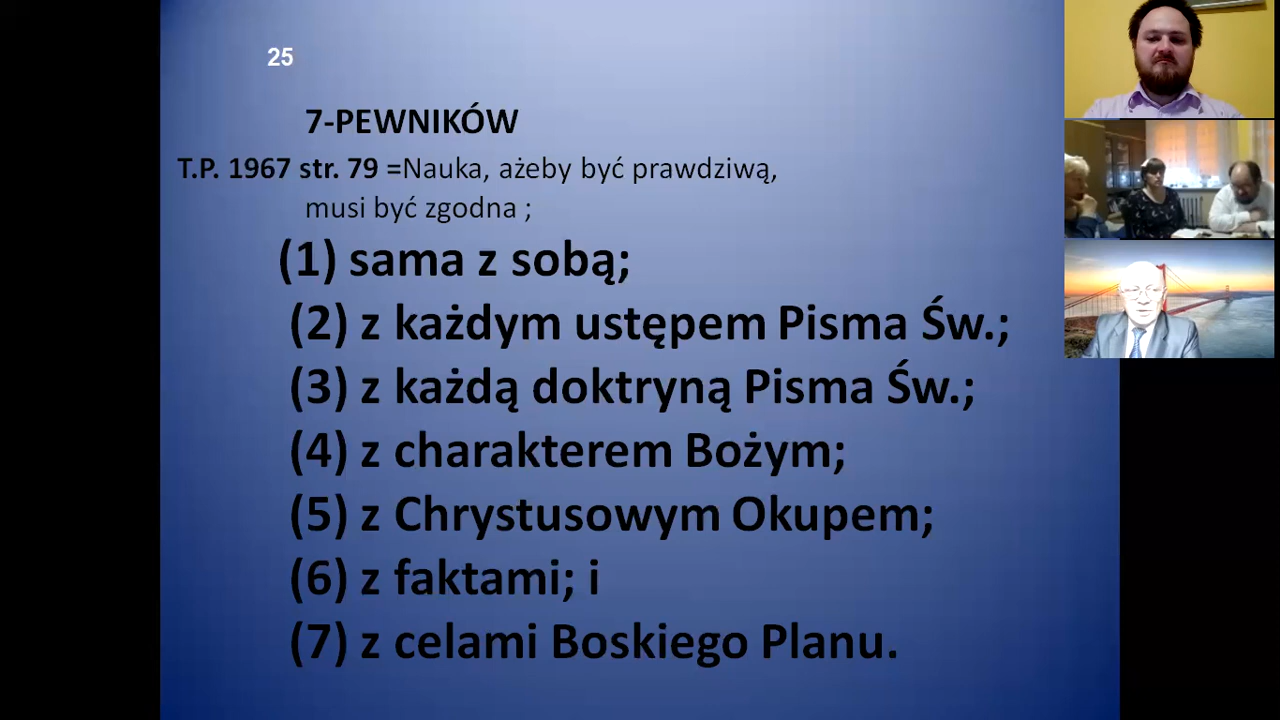 25
7-PEWNIKÓW
T.P. 1967 str. 79 =Nauka, ażeby być prawdziwą,
musi być zgodna ;
(1) sama z sobą;
(2) z każdym ustępem Pisma Św.;
(3) z każdą doktryną Pisma Św.;
(4) z charakterem Bożym;
(5) z Chrystusowym Okupem;
(6) z faktami; i
(7) z celami Boskiego Planu.